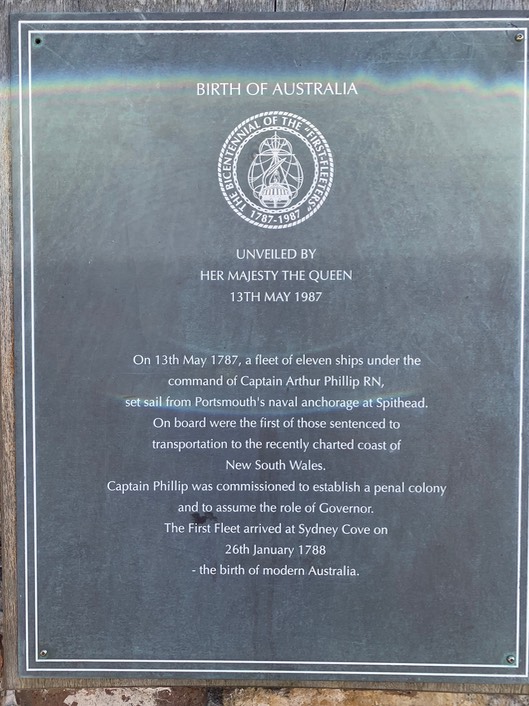 BIRTH OF AUSTRALIA
THE BICENTENNIAL OF THE "FIRST-FLEETERS"
1787-1987
UNVEILED BY
HER MAJESTY THE QUEEN
13TH MAY 1987
On 13th May 1787, a fleet of eleven ships under the
command of Captain Arthur Phillip RN,
set sail from Portsmouth's naval anchorage at Spithead.
On board were the first of those sentenced to
transportation to the recently charted coast of
New South Wales.
Captain Phillip was commissioned to establish a penal colony
and to assume the role of Governor.
The First Fleet arrived at Sydney Cove on
26th January 1788
- the birth of modern Australia.